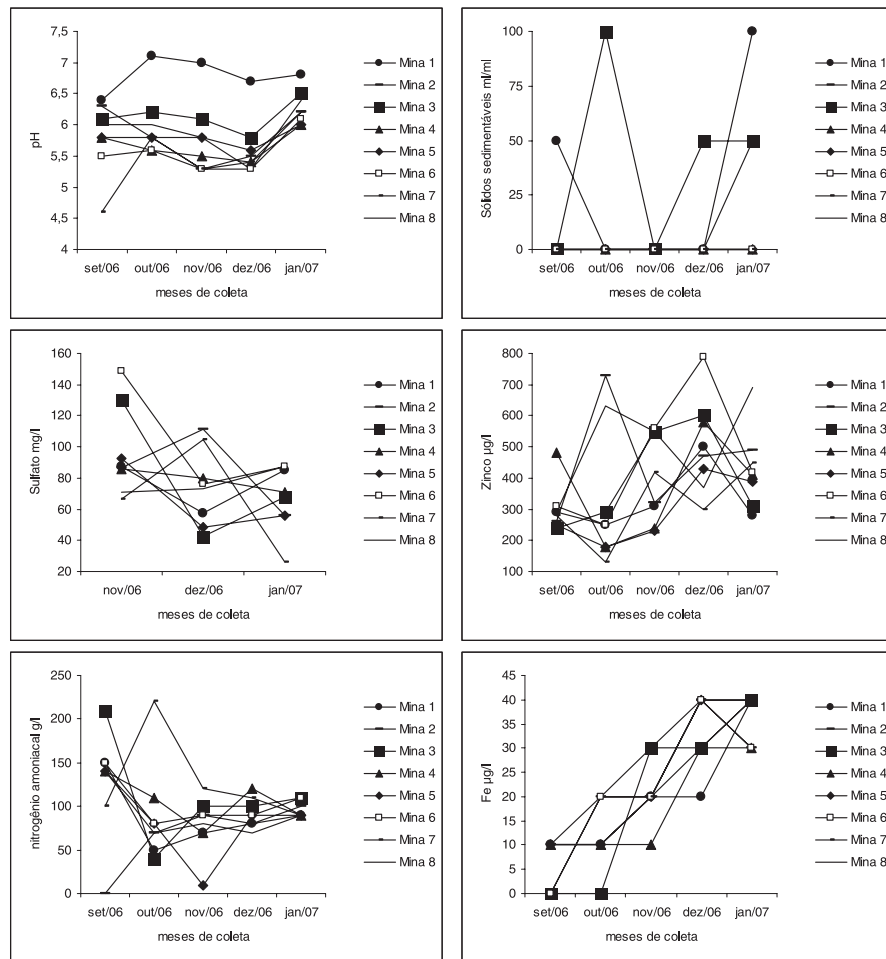 7,5
7
6,5
6
5,5
5
4,5
4
pH
set/06 out/06 nov/06 dez/06 jan/07
meses de coleta
Mina 1
Mina 2
Mina 3
Mina 4
Mina 5
Mina 6
Mina 7
Mina 8
100
75
50
25
0
Sólidos sedimentáveis ml/ml
set/06 out/06 nov/06 dez/06 jan/07
meses de coleta
Mina 1
Mina 2
Mina 3
Mina 4
Mina 5
Mina 6
Mina 7
Mina 8
160
140
120
100
80
60
40
20
Sulfato mg/l
nov/06 dez/06 jan/07
meses de coleta
Mina 1
Mina 2
Mina 3
Mina 4
Mina 5
Mina 6
Mina 7
Mina 8
800
700
600
500
400
300
200
100
Zinco µg/l
set/06 out/06 nov/06 dez/06 jan/07
meses de coleta
Mina 1
Mina 2
Mina 3
Mina 4
Mina 5
Mina 6
Mina 7
Mina 8
250
200
150
100
50
0
nitrogênio amoniacal g/l
set/06 out/06 nov/06 dez/06 jan/07
meses de coleta
Mina 1
Mina 2
Mina 3
Mina 4
Mina 5
Mina 6
Mina 7
Mina 8
45
40
35
30
25
20
15
10
5
0
Fe µg/l
set/06 out/06 nov/06 dez/06 jan/07
meses de coleta
Mina 1
Mina 2
Mina 3
Mina 4
Mina 5
Mina 6
Mina 7
Mina 8